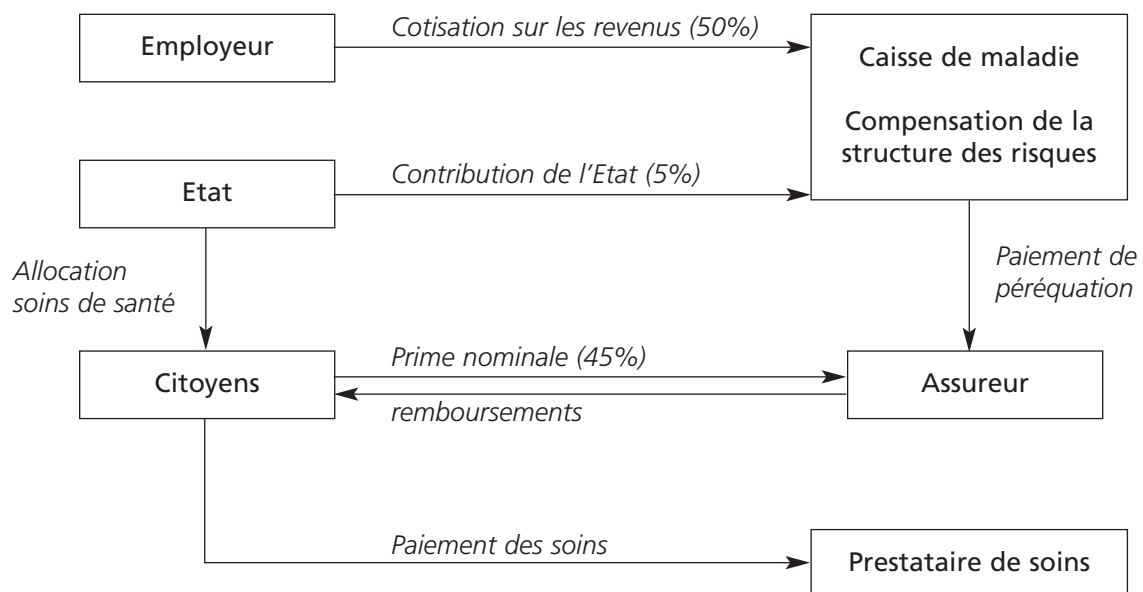 Employeur
Cotisation sur les revenus (50%)
Caisse de maladie
Compensation de la
structure des risques
Etat
Contribution de l'Etat (5%)
Allocation
soins de santé
Paiement de
péréquation
Citoyens
Prime nominale (45%)
remboursements
Assureur
Paiement des soins
Prestataire de soins